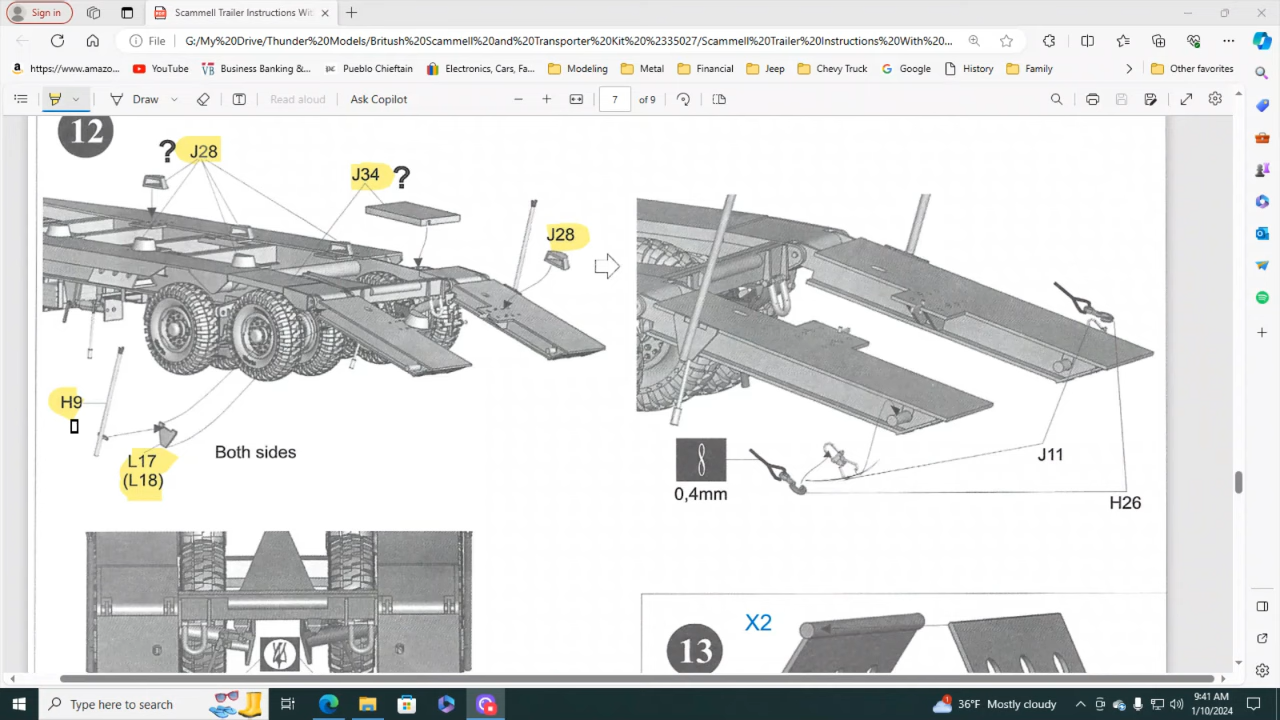 Sign in
Scammell Trailer Instructions Wit
File
G:/My%20Drive/Thunder%20Models/Britush%20Scammell%20and%20Transporter%20Kit%20%2335027/Scammell%20Trailer%20Instructions%20With%20...
https://www.amazo...
YouTube
VB
Business Banking &...
PC
Pueblo Chieftain
Electronics, Cars, Fa...
Modeling
Metal
Financial
Jeep
Chevy Truck
Google
History
Family
Other favorites
Draw
Read aloud
Ask Copilot
7
of 9
12
?
J28
J34
?
J28
H9
L17
(L18)
Both sides
8
0,4mm
J11
H26
4
X2
13
Type here to search
36°F Mostly cloudy
9:41 AM
1/10/2024